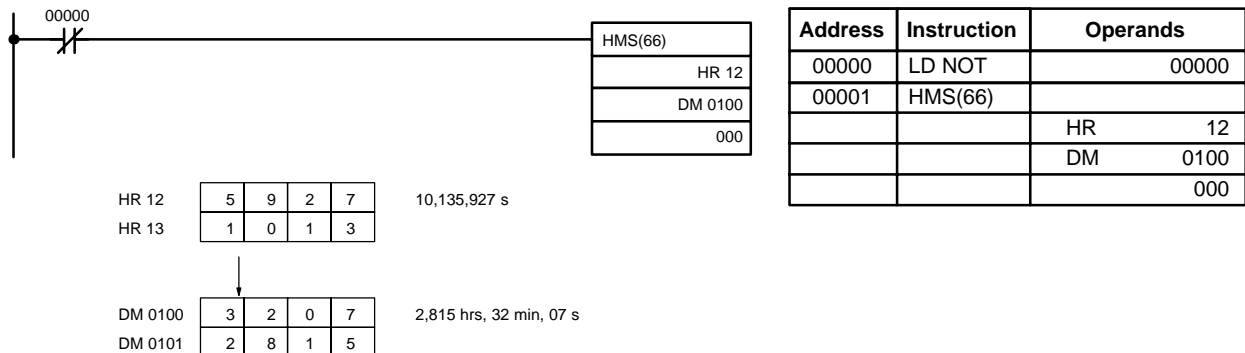 00000
HMS(66)
HR 12
DM 0100
000
Address Instruction Operands
00000 LD NOT 00000
00001 HMS(66)
HR 12
DM 0100
000
HR 12 5 9 2 7 10,135,927 s
HR 13 1 0 1 3
DM 0100 3 2 0 7 2,815 hrs, 32 min, 07 s
DM 0101 2 8 1 5